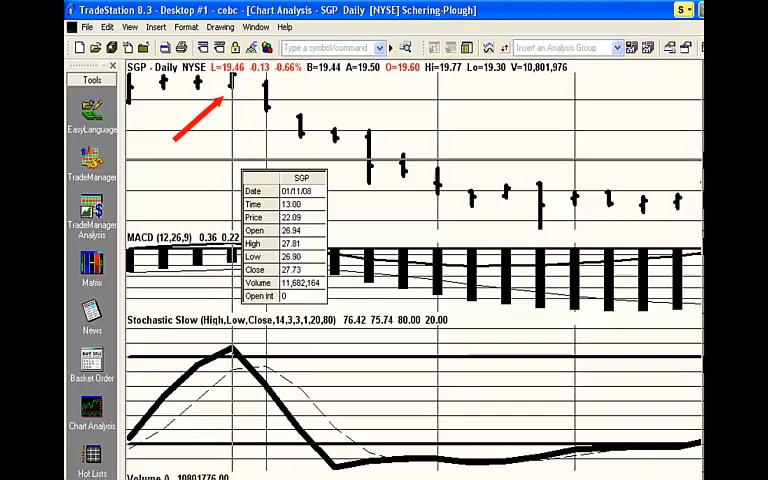 TradeStation 8.3 - Desktop #1 - cebc - [Chart Analysis - SGP Daily [NYSE] Schering-Plough]
S
File Edit View Insert Format Drawing Window Help
Type a symbol/command
Insert an Analysis Group
Tools
EasyLanguage
TradeManager
TradeManager
Analysis
Matrix
News
BUY SELL
Basket Order
Chart Analysis
Hot Lists
SGP - Daily NYSE L=19.46 -0.13 -0.66% B=19.44 A=19.50 O=19.60 Hi=19.77 Lo=19.30 V=10,801,976
SGP
Date 01/11/08
Time 13:00
Price 22.09
Open 26.94
High 27.81
Low 26.90
Close 27.73
Volume 11,682,164
Open Int 0
MACD (12,26,9) 0.36 0.22
Stochastic Slow (High,Low,Close,14,3,3,1,20,80) 76.42 75.74 80.00 20.00
Volume () 10801776.00